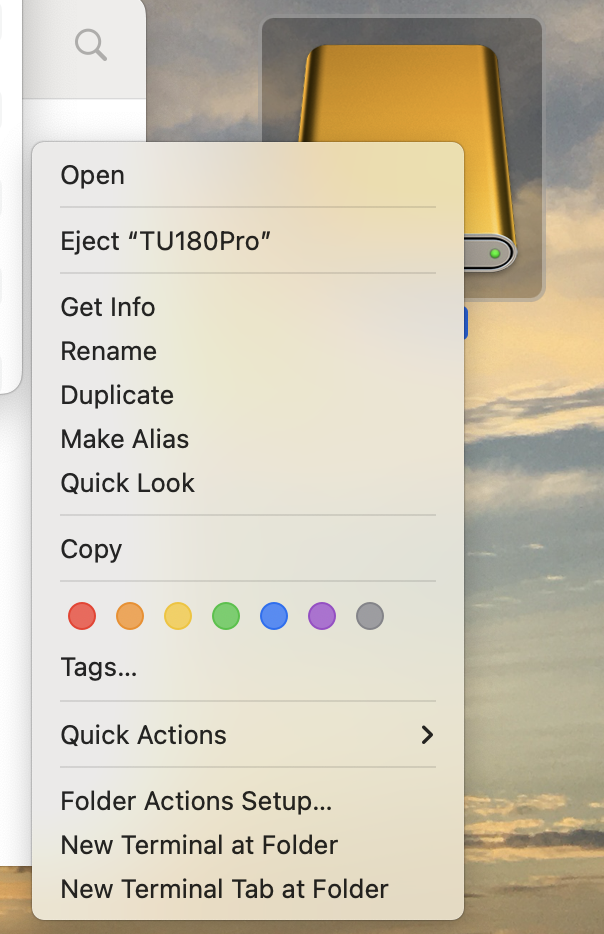 Open
Eject “TU180Pro”
Get Info
Rename
Duplicate
Make Alias
Quick Look
Copy
Tags...
Quick Actions
Folder Actions Setup...
New Terminal at Folder
New Terminal Tab at Folder